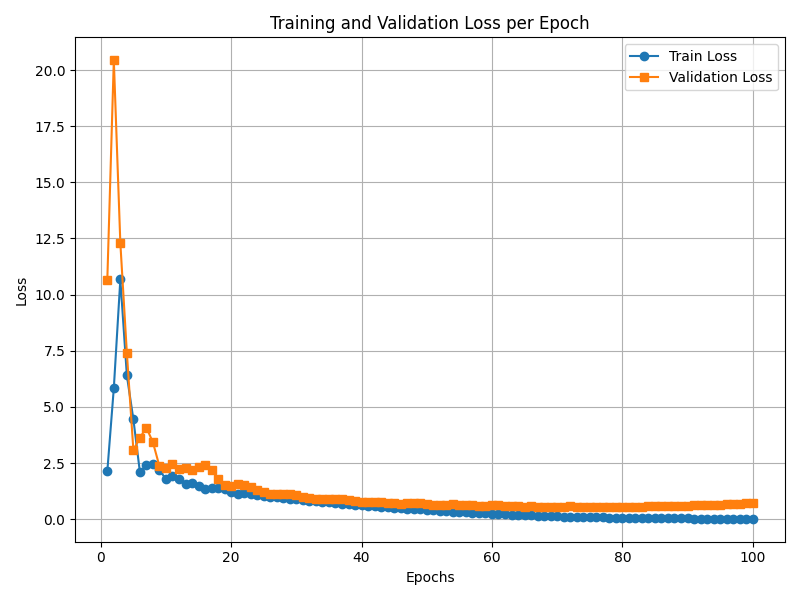 Training and Validation Loss per Epoch
Train Loss
Validation Loss
20.0
17.5
15.0
12.5
10.0
7.5
5.0
2.5
0.0
Loss
0 20 40 60 80 100
Epochs